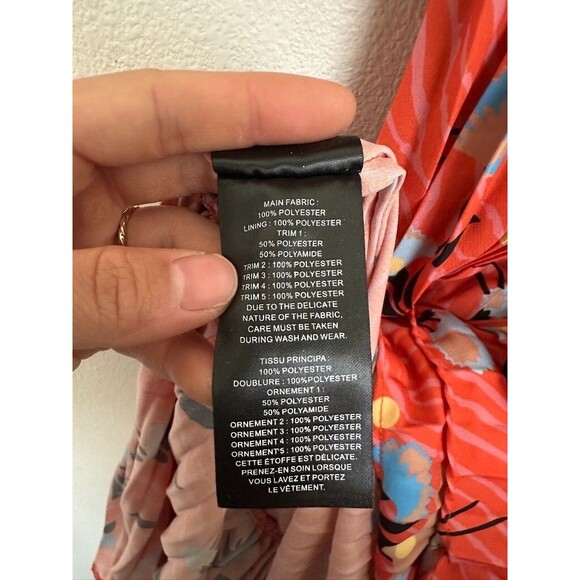 MAIN FABRIC :
100% POLYESTER
LINING : 100% POLYESTER
TRIM 1 :
50% POLYESTER
50% POLYAMIDE
TRIM 2 : 100% POLYESTER
TRIM 3 : 100% POLYESTER
TRIM 4 : 100% POLYESTER
TRIM 5 : 100% POLYESTER
DUE TO THE DELICATE
NATURE OF THE FABRIC,
CARE MUST BE TAKEN
DURING WASH AND WEAR.
TISSU PRINCIPA :
100% POLYESTER
DOUBLURE : 100%POLYESTER
ORNEMENT 1 :
50% POLYESTER
50% POLYAMIDE
ORNEMENT 2 : 100% POLYESTER
ORNEMENT 3 : 100% POLYESTER
ORNEMENT 4 : 100% POLYESTER
ORNEMENT'5 : 100% POLYESTER
CETTE ÉTOFFE EST DÉLICATE.
PRENEZ-EN SOIN LORSQUE
VOUS LAVEZ ET PORTEZ
LE VÊTEMENT.